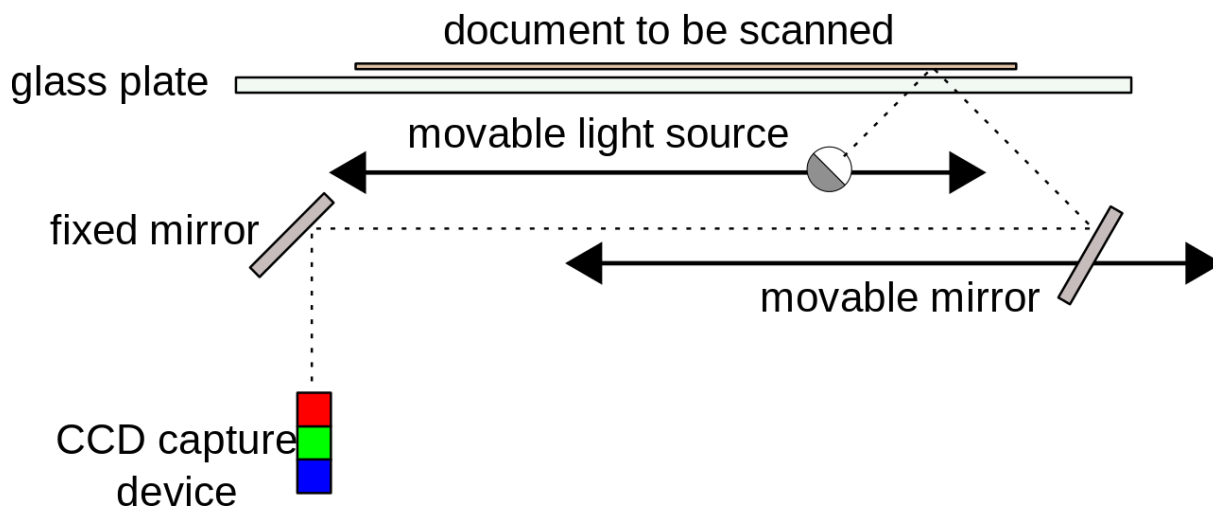 document to be scanned
glass plate
movable light source
fixed mirror
movable mirror
CCD capture
device